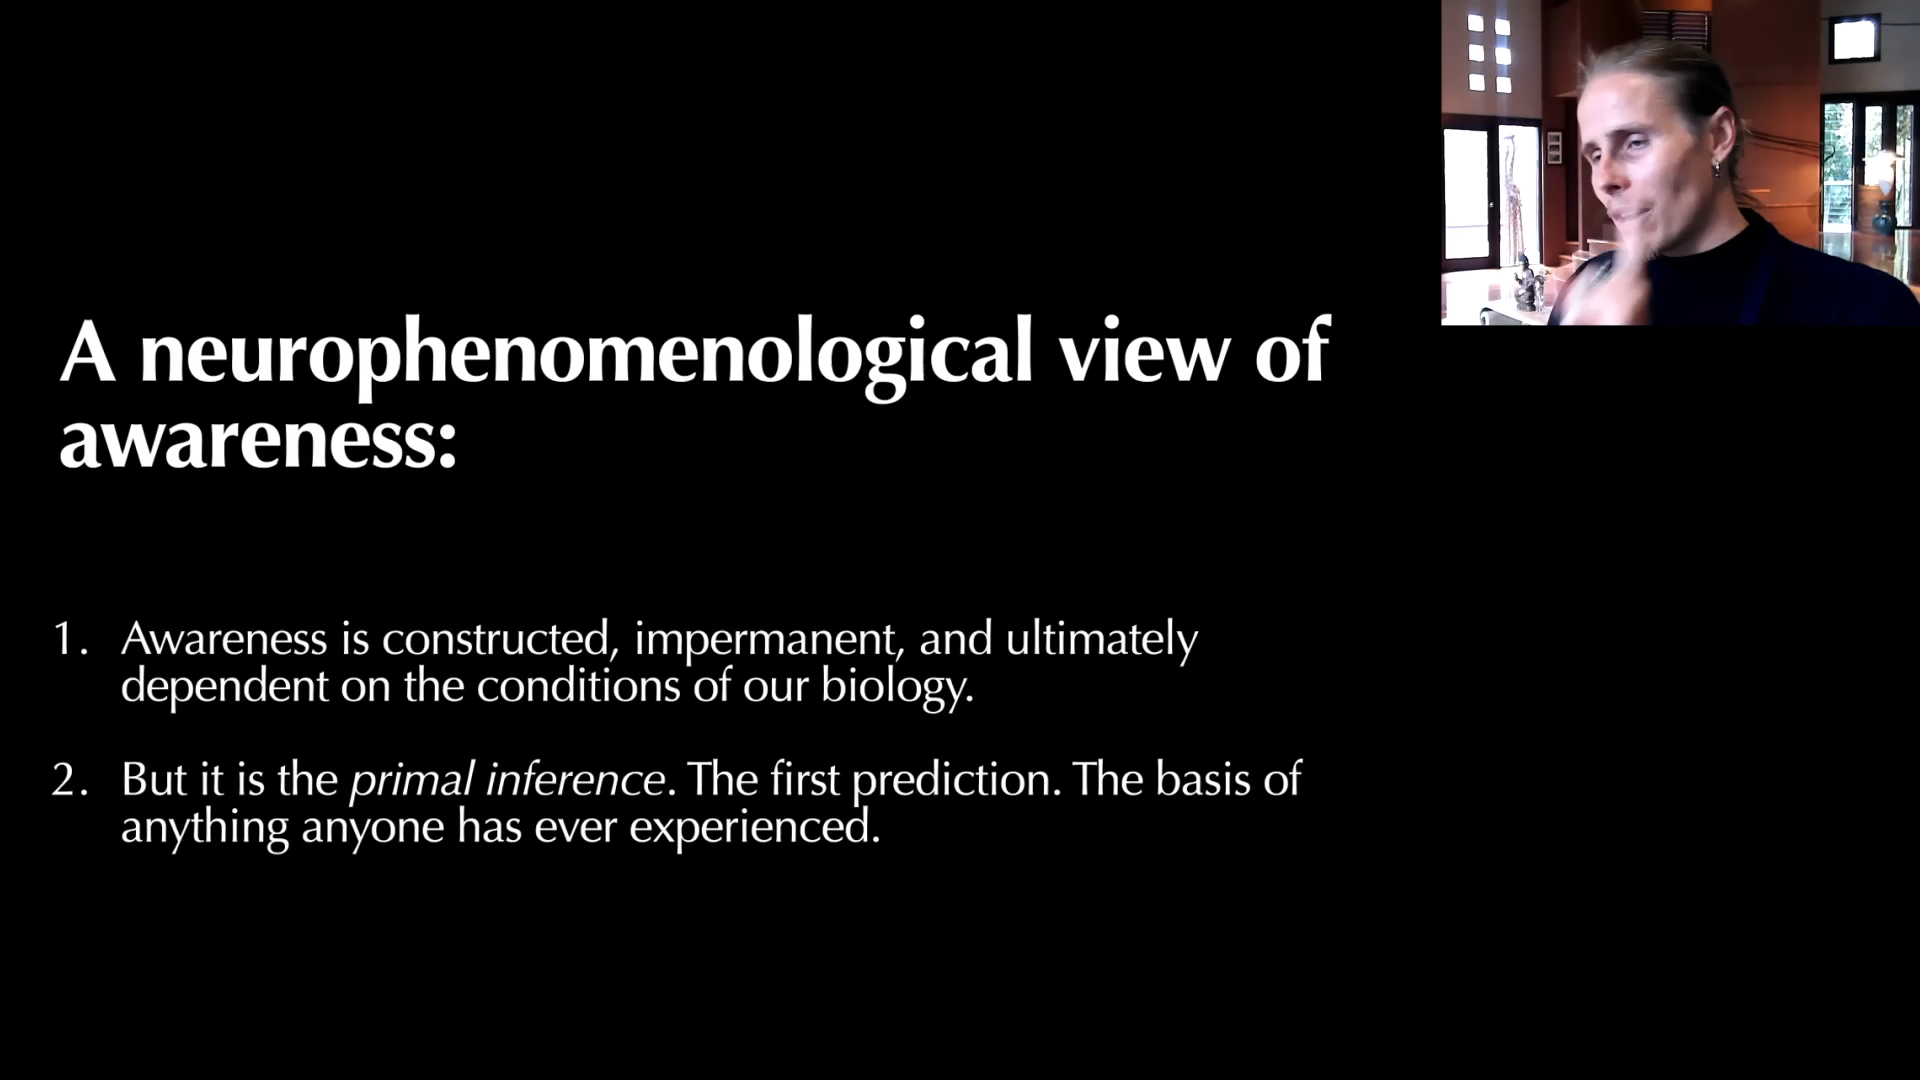 A neurophenomenological view of
awareness:
1. Awareness is constructed, impermanent, and ultimately
dependent on the conditions of our biology.
2. But it is the primal inference. The first prediction. The basis of
anything anyone has ever experienced.